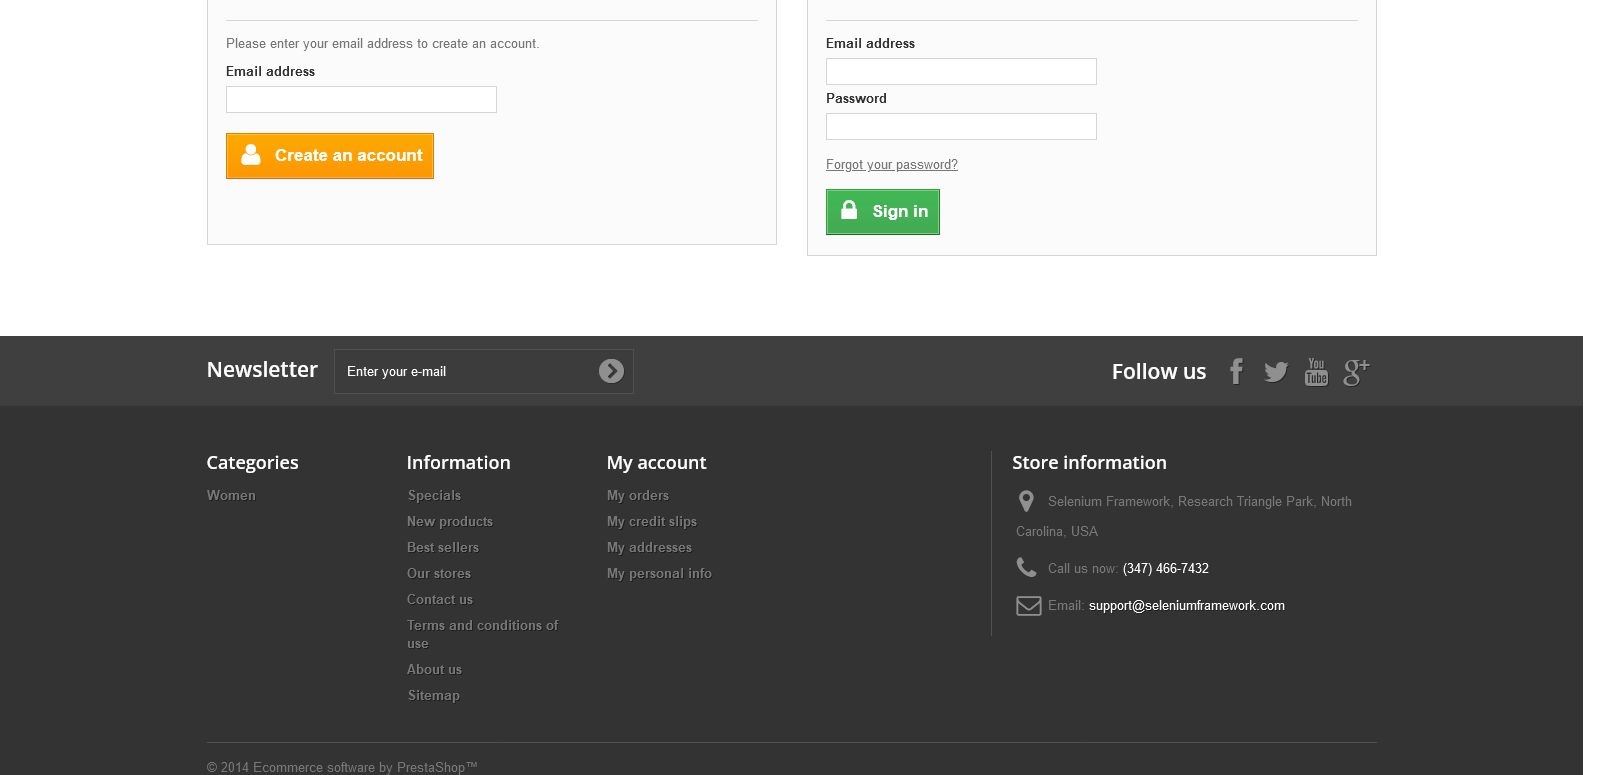 Please enter your email address to create an account.
Email address
Create an account
Email address
Password
Forgot your password?
Sign in
Newsletter
Enter your e-mail
Follow us
You
Tube
g+
Categories
Women
Information
Specials
New products
Best sellers
Our stores
Contact us
Terms and conditions of
use
About us
Sitemap
My account
My orders
My credit slips
My addresses
My personal info
Store information
Selenium Framework, Research Triangle Park, North
Carolina, USA
Call us now: (347) 466-7432
Email: support@seleniumframework.com
© 2014 Ecommerce software by PrestaShop™